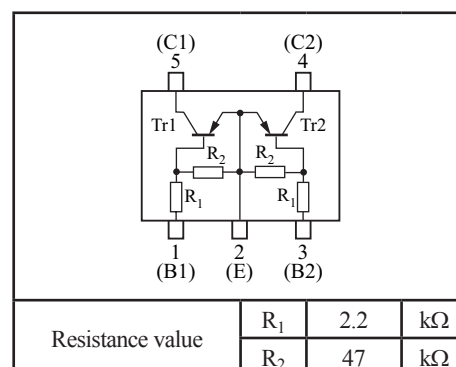 (C1) (C2)
5 4
Tr1 Tr2
R2 R2
R1 R1
1 2 3
(B1) (E) (B2)
Resistance value R1 2.2 kΩ
R2 47 kΩ